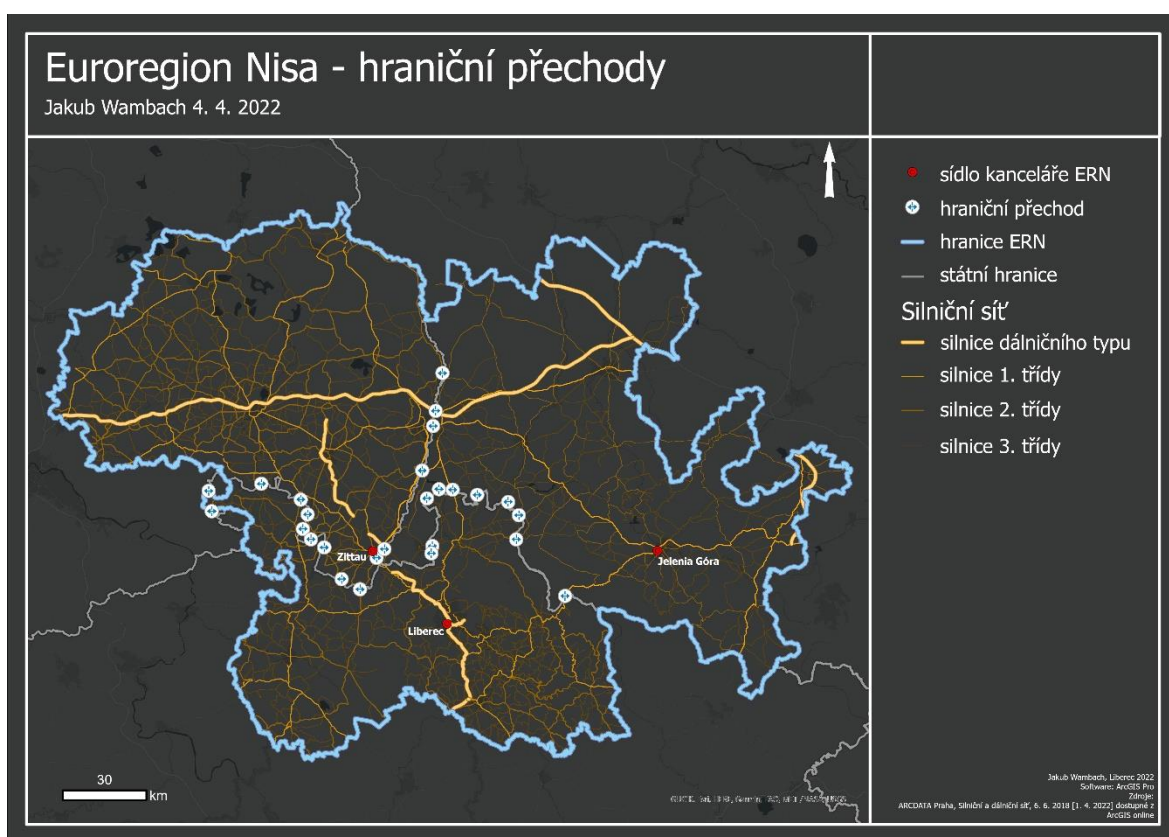 Euroregion Nisa - hraniční přechody
Jakub Wambach 4. 4. 2022
sídlo kanceláře ERN
hraniční přechod
hranice ERN
státní hranice
Silniční síť
silnice dálničního typu
silnice 1. třídy
silnice 2. třídy
silnice 3. třídy
Zittau
Jelenia Góra
Liberec
30
km
Jakub Wambach, Liberec 2022
Software: ArcGIS Pro
Zdroje:
ARCDATA Praha, Silniční a dálniční síť, 6. 6. 2018 [1. 4. 2022] dostupné z
ArcGIS online